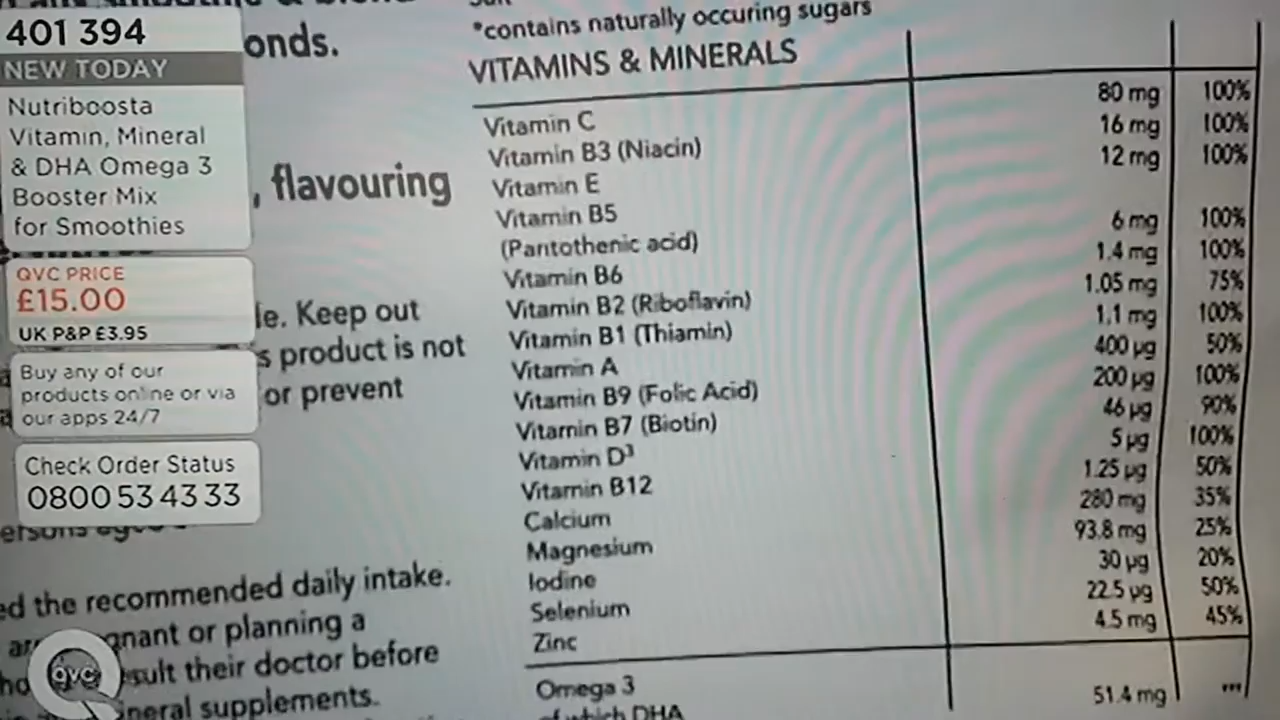 401 394
NEW TODAY
Nutriboosta
Vitamin, Mineral
& DHA Omega 3
Booster Mix
for Smoothies
QVC PRICE
£15.00
UK P&P £3.95
Buy any of our
products online or via
our apps 24/7
Check Order Status
0800 53 43 33
QVC
onds.
, flavouring
Keep out
s product is not
or prevent
ed the recommended daily intake.
gnant or planning a
sult their doctor before
ineral supplements.
*contains naturally occuring sugars
VITAMINS & MINERALS
Vitamin C 80 mg 100%
Vitamin B3 (Niacin) 16 mg 100%
Vitamin E 12 mg 100%
Vitamin B5
(Pantothenic acid) 6 mg 100%
Vitamin B6 1.4 mg 100%
Vitamin B2 (Riboflavin) 1.05 mg 75%
Vitamin B1 (Thiamin) 1.1 mg 100%
Vitamin A 400 µg 50%
Vitamin B9 (Folic Acid) 200 µg 100%
Vitamin B7 (Biotin) 46 µg 90%
Vitamin D³ 5 µg 100%
Vitamin B12 1.25 µg 50%
Calcium 280 mg 35%
Magnesium 93.8 mg 25%
Iodine 30 µg 20%
Selenium 22.5 µg 50%
Zinc 4.5 mg 45%
Omega 3
of which DHA 51.4 mg ***